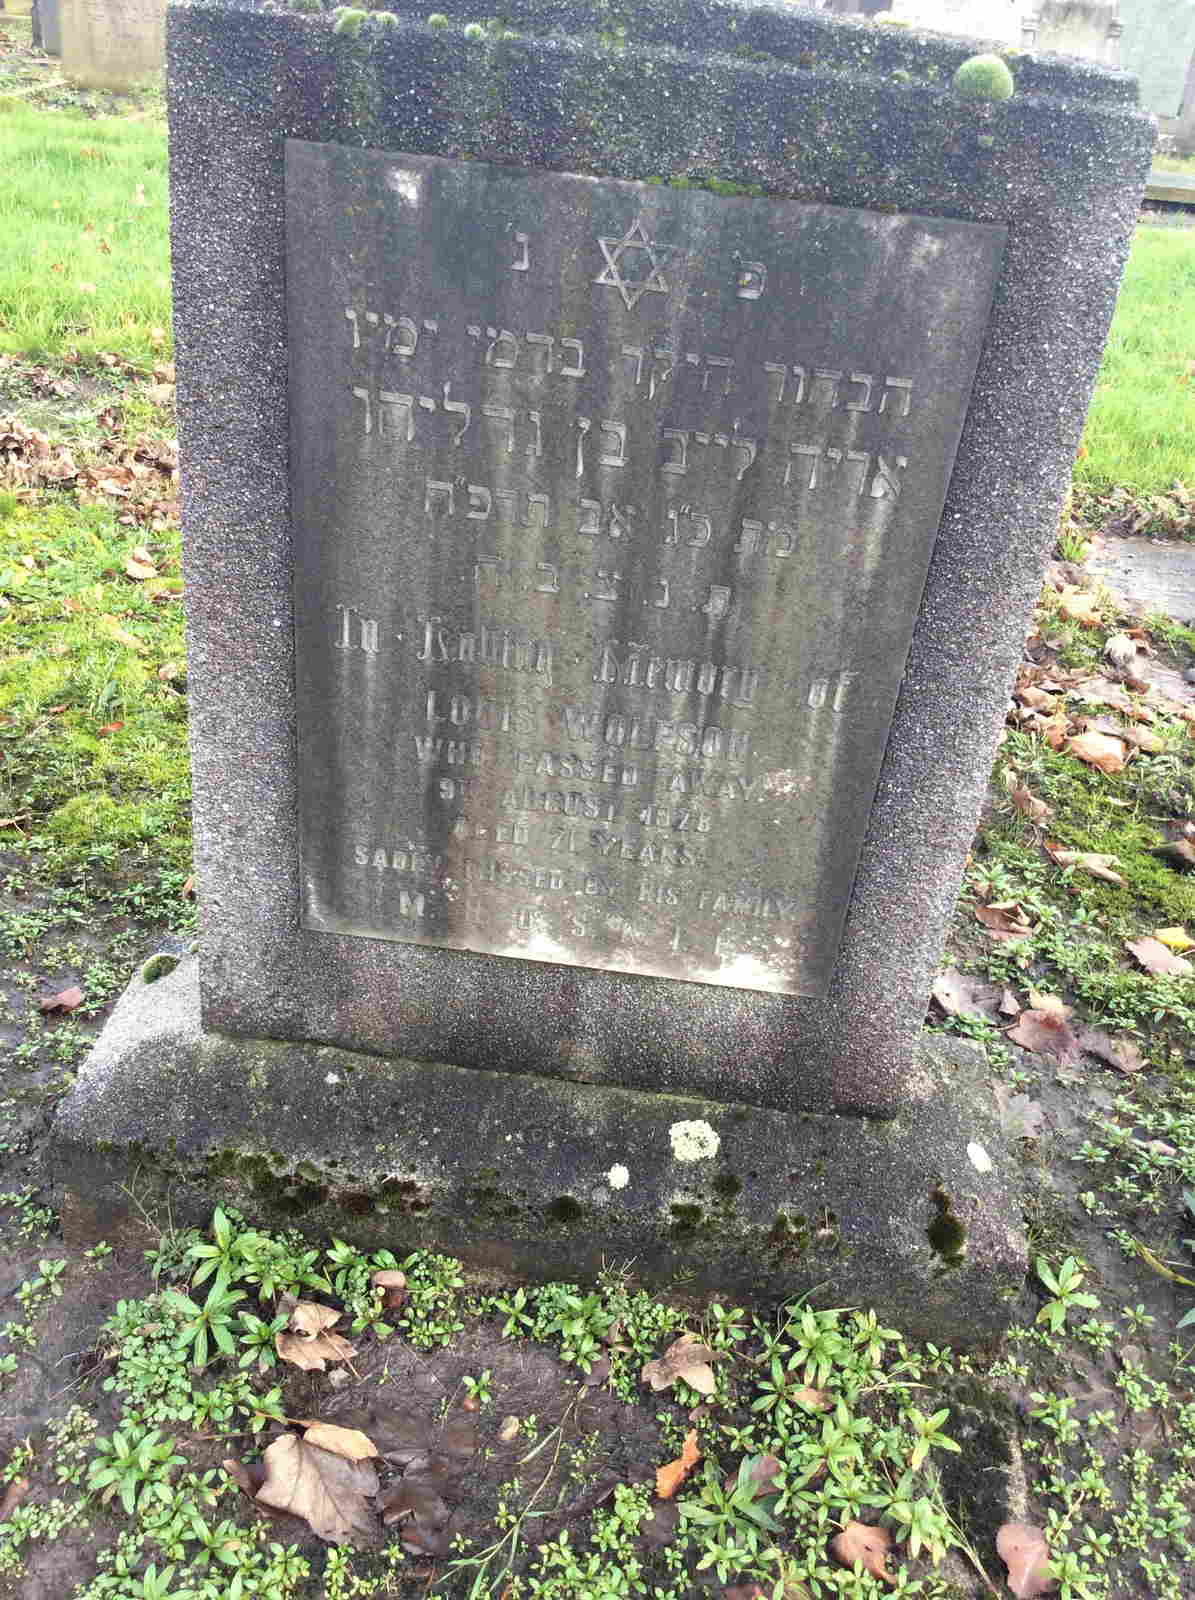 פ' נ'
הבחור היקר בדמי ימיו
אריה לייב בן גדליהו
מת כ"ג אב תרפ"ח
ת. נ. צ. ב. ה
In Loving Memory of
LOUIS WOLFSON
WHO PASSED AWAY
9TH AUGUST 1928
AGED 21 YEARS
SADLY MISSED BY HIS FAMILY